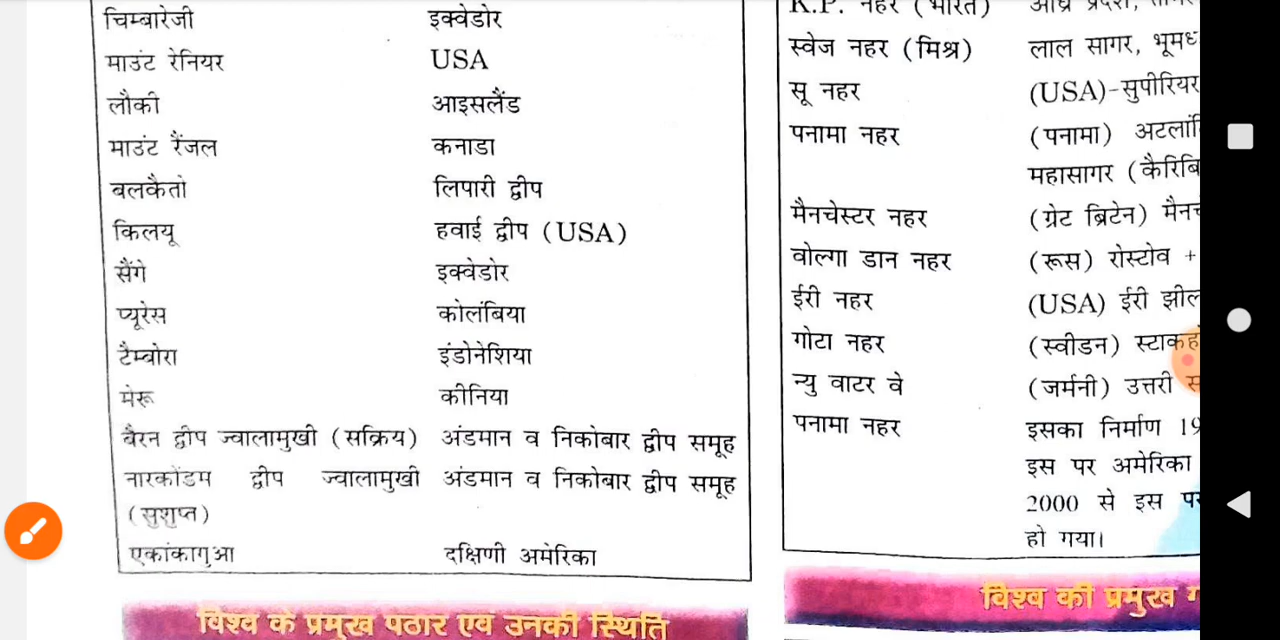 चिम्बारेजी इक्वेडोर
माउंट रेनियर USA
लौकी आइसलैंड
माउंट रैंजल कनाडा
बलकैतो लिपारी द्वीप
किलयू हवाई द्वीप (USA)
सैंगे इक्वेडोर
प्यूरेस कोलंबिया
टैम्बोरा इंडोनेशिया
मेरू कीनिया
बैरन द्वीप ज्वालामुखी (सक्रिय) अंडमान व निकोबार द्वीप समूह
नारकोंडम द्वीप ज्वालामुखी अंडमान व निकोबार द्वीप समूह
(सुशुप्त)
एकांकागुआ दक्षिणी अमेरिका
विश्व के प्रमुख पठार एवं उनकी स्थिति
K.P. नहर (भारत)
स्वेज नहर (मिश्र) लाल सागर,
सू नहर (USA)-सुपीरियर
पनामा नहर (पनामा)
महासागर
मैनचेस्टर नहर (ग्रेट ब्रिटेन)
वोल्गा डान नहर (रूस) रोस्टोव +
ईरी नहर (USA) ईरी झील
गोटा नहर (स्वीडन)
न्यु वाटर वे (जर्मनी) उत्तरी
पनामा नहर इसका निर्माण 19
इस पर अमेरिका
2000 से इस
हो गया।
विश्व की प्रमुख